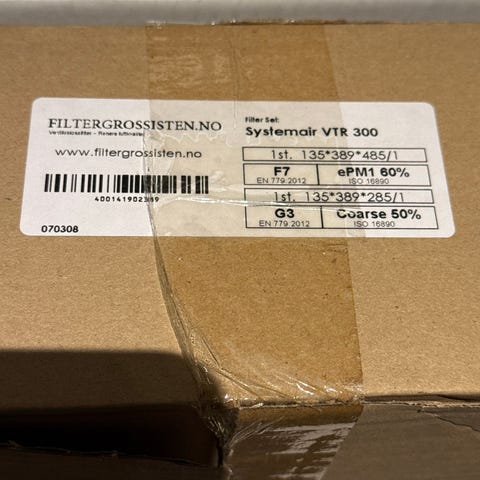 FILTERGROSSISTEN.NO
www.filtergrossisten.no
400141902369
070308
Filter Set:
Systemair VTR 300
1st. 135*389*485/1
F7 ePM1 60%
EN 779.2012 ISO 16890
1st. 135*389*285/1
G3 Coarse 50%
EN 779.2012 ISO 16890